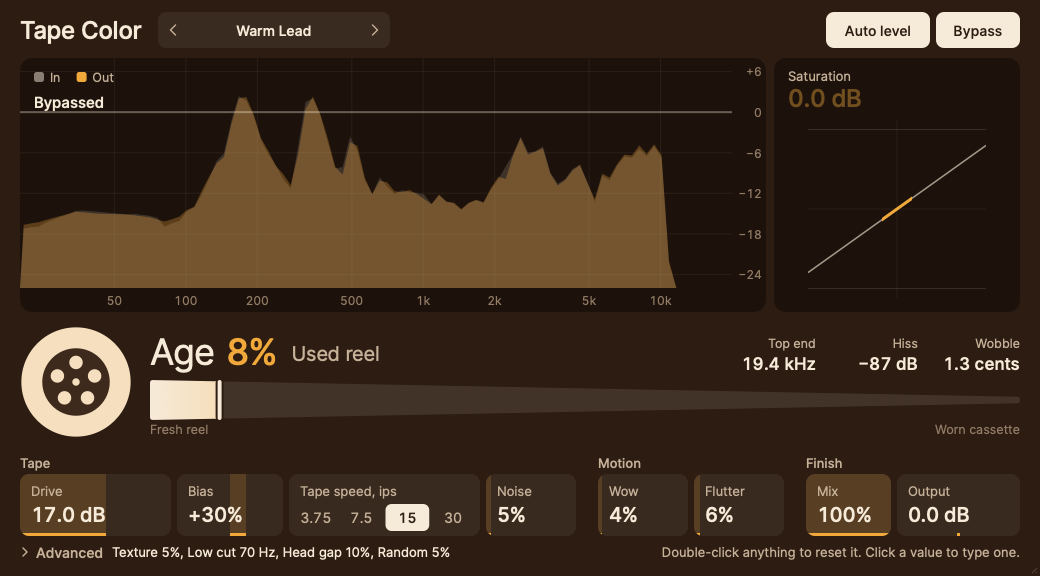 Tape Color
Warm Lead
Auto level
Bypass
In
Out
Bypassed
+6
0
−6
−12
−18
−24
50
100
200
500
1k
2k
5k
10k
Saturation
0.0 dB
Age 8% Used reel
Top end
19.4 kHz
Hiss
−87 dB
Wobble
1.3 cents
Fresh reel
Worn cassette
Tape
Drive
17.0 dB
Bias
+30%
Tape speed, ips
3.75 7.5 15 30
Noise
5%
Motion
Wow
4%
Flutter
6%
Finish
Mix
100%
Output
0.0 dB
Advanced Texture 5%, Low cut 70 Hz, Head gap 10%, Random 5%
Double-click anything to reset it. Click a value to type one.